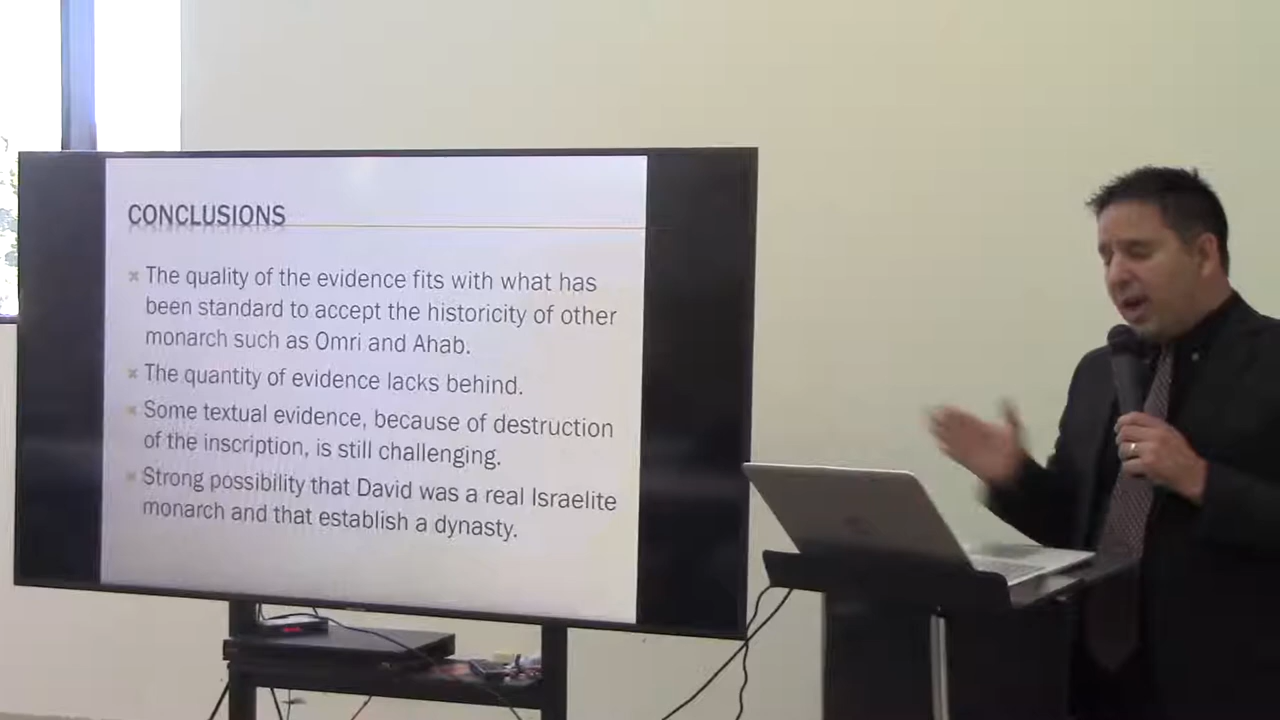 CONCLUSIONS
The quality of the evidence fits with what has
been standard to accept the historicity of other
monarch such as Omri and Ahab.
The quantity of evidence lacks behind.
Some textual evidence, because of destruction
of the inscription, is still challenging.
Strong possibility that David was a real Israelite
monarch and that establish a dynasty.